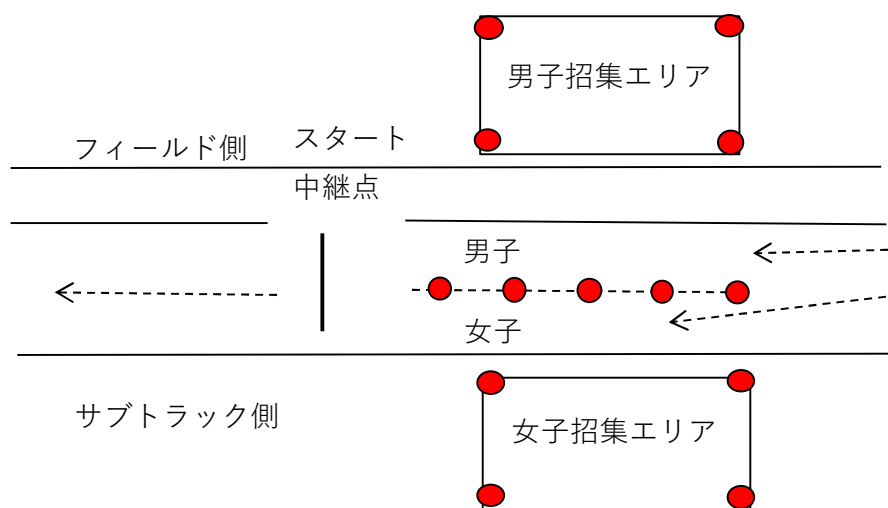 男子招集エリア
フィールド側
スタート
中継点
男子
女子
サブトラック側
女子招集エリア